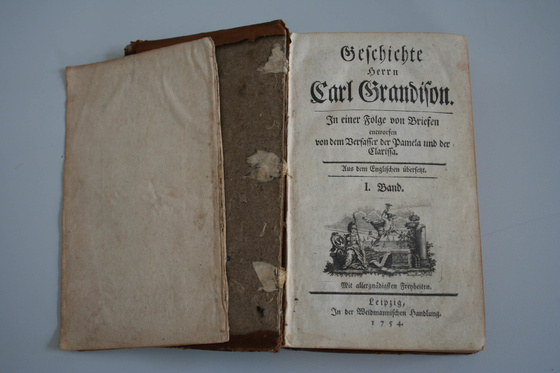 Geschichte
Herrn
Carl Grandison.
In einer Folge von Briefen
entworfen
von dem Verfasser der Pamela und der
Clarissa.
Aus dem Englischen übersetzt.
I. Band.
Mit allergnädigsten Freyheiten.
Leipzig,
In der Weidmannischen Handlung.
1754.